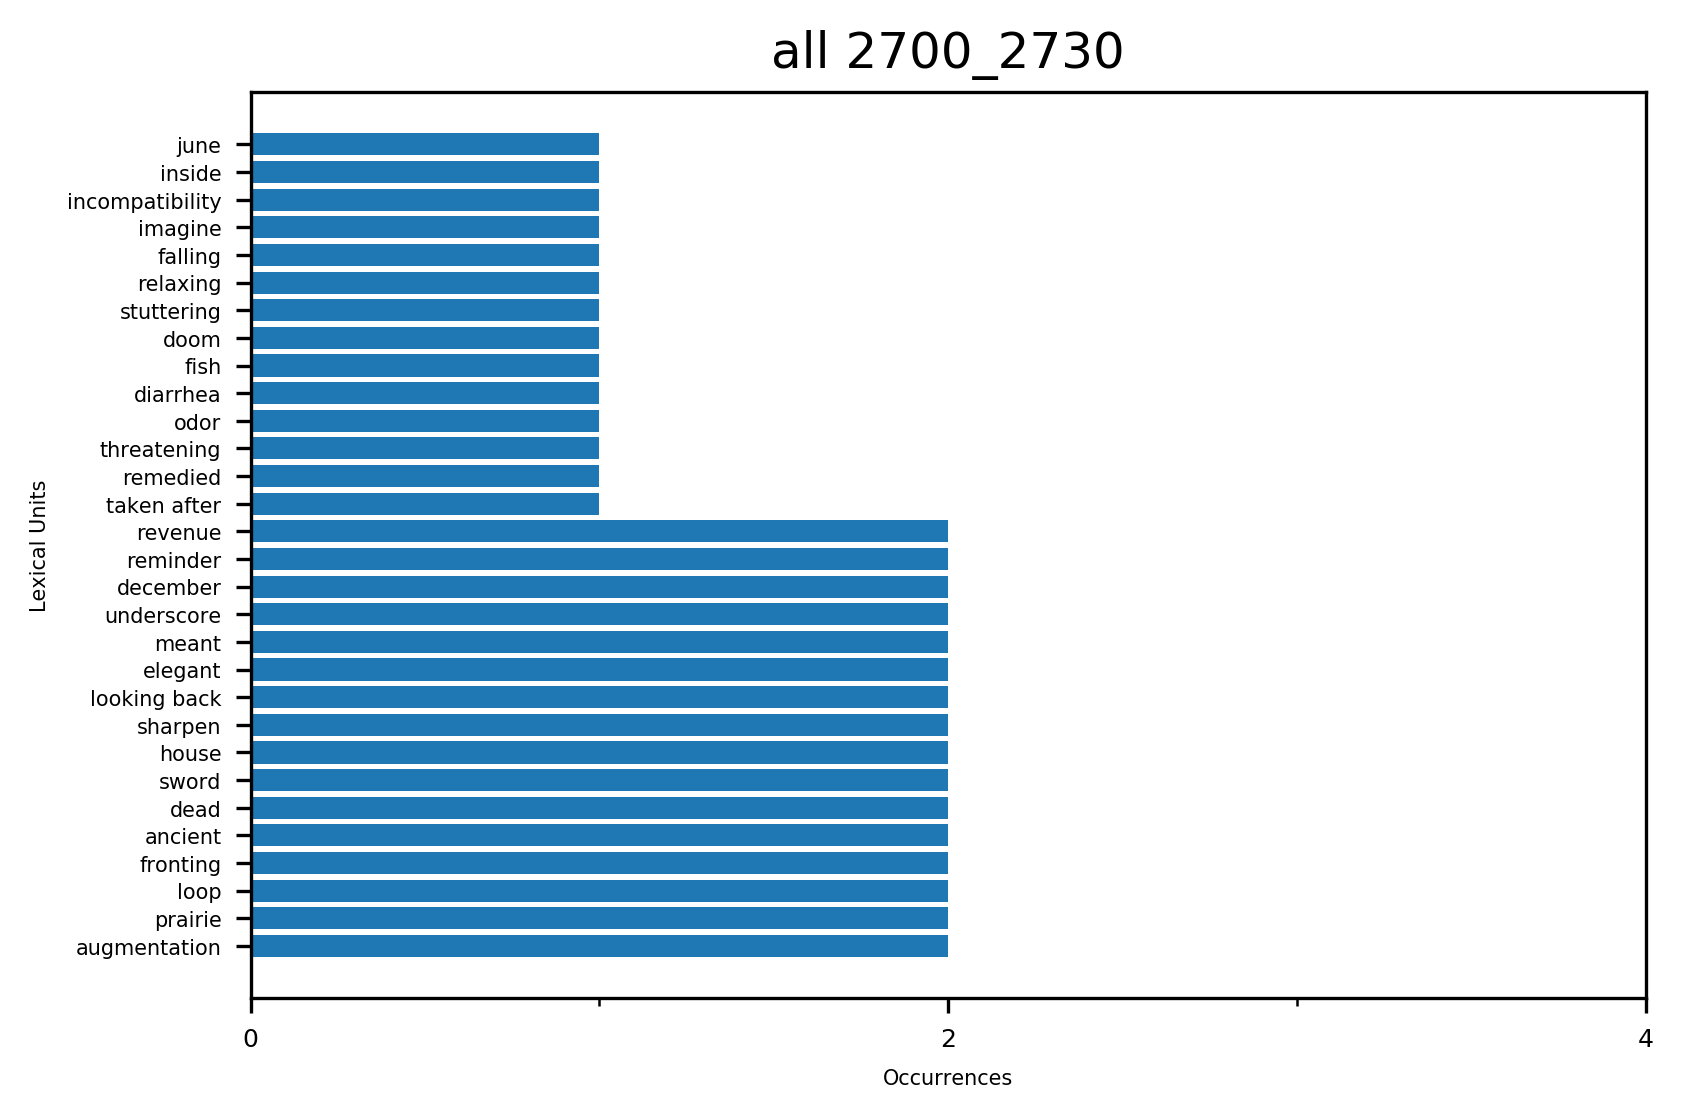 all 2700_2730
june
inside
incompatibility
imagine
falling
relaxing
stuttering
doom
fish
diarrhea
odor
threatening
remedied
taken after
revenue
reminder
december
underscore
meant
elegant
looking back
sharpen
house
sword
dead
ancient
fronting
loop
prairie
augmentation
Lexical Units
0 2 4
Occurrences